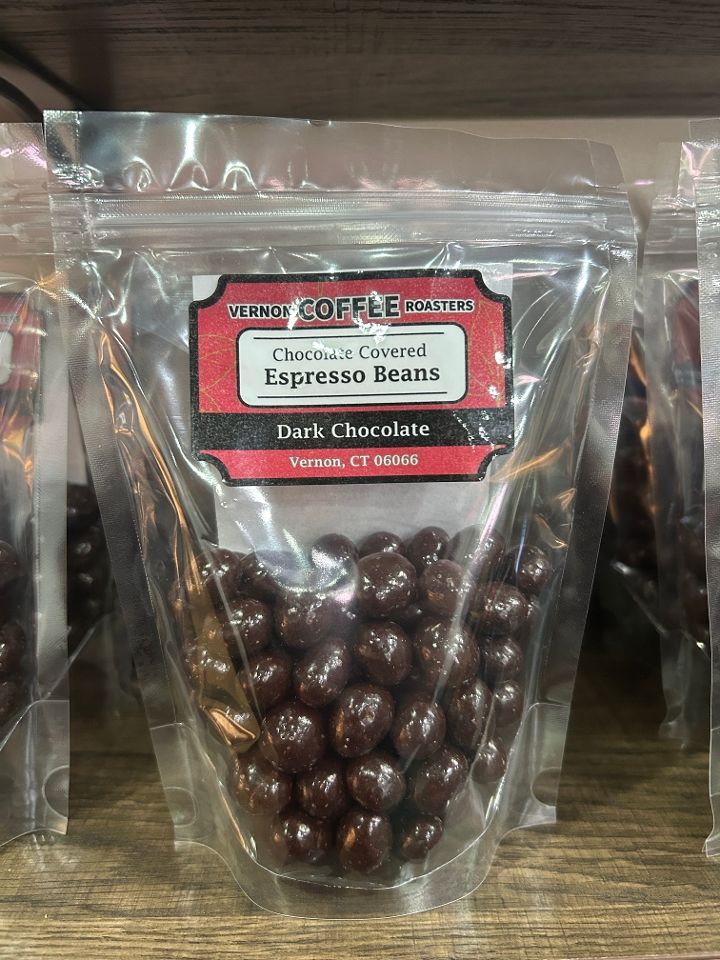 VERNON COFFEE ROASTERS
Chocolate Covered
Espresso Beans
Dark Chocolate
Vernon, CT 06066